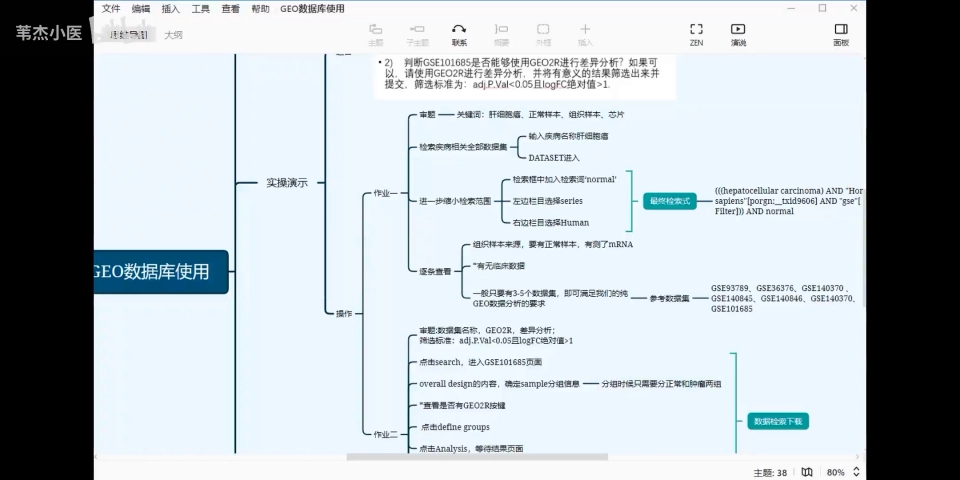 文件 编辑 插入 工具 查看 帮助 GEO数据库使用
苇杰小医
思维导图 大纲
主题 子主题 联系 概要 外框 插入 ZEN 演说 面板
• 2) 判断GSE101685是否能够使用GEO2R进行差异分析？如果可
以，请使用GEO2R进行差异分析，并将有意义的结果筛选出来并
提交，筛选标准为：adj.P.Val<0.05且logFC绝对值>1.
审题
关键词：肝细胞癌、正常样本、组织样本、芯片
检索疾病相关全部数据集
输入疾病名称肝细胞癌
DATASET进入
实操演示
作业一
进一步缩小检索范围
检索框中加入检索词‘normal’
左边栏目选择series
右边栏目选择Human
最终检索式
(((hepatocellular carcinoma) AND "Hor
sapiens"[porgn:__txid9606] AND "gse"[
Filter])) AND normal
逐条查看
组织样本来源，要有正常样本、有测了mRNA
*有无临床数据
一般只要有3-5个数据集，即可满足我们的纯
GEO数据分析的要求
参考数据集
GSE93789、GSE36376、GSE140370 、
GSE140845、GSE140846、GSE140370、
GSE101685
GEO数据库使用
操作
作业二
审题:数据集名称，GEO2R，差异分析；
筛选标准：adj.P.Val<0.05且logFC绝对值>1
点击search，进入GSE101685页面
overall design的内容，确定sample分组信息
分组时候只需要分正常和肿瘤两组
*查看是否有GEO2R按键
点击define groups
点击Analysis，等待结果页面
数据检索下载
主题: 38 80%